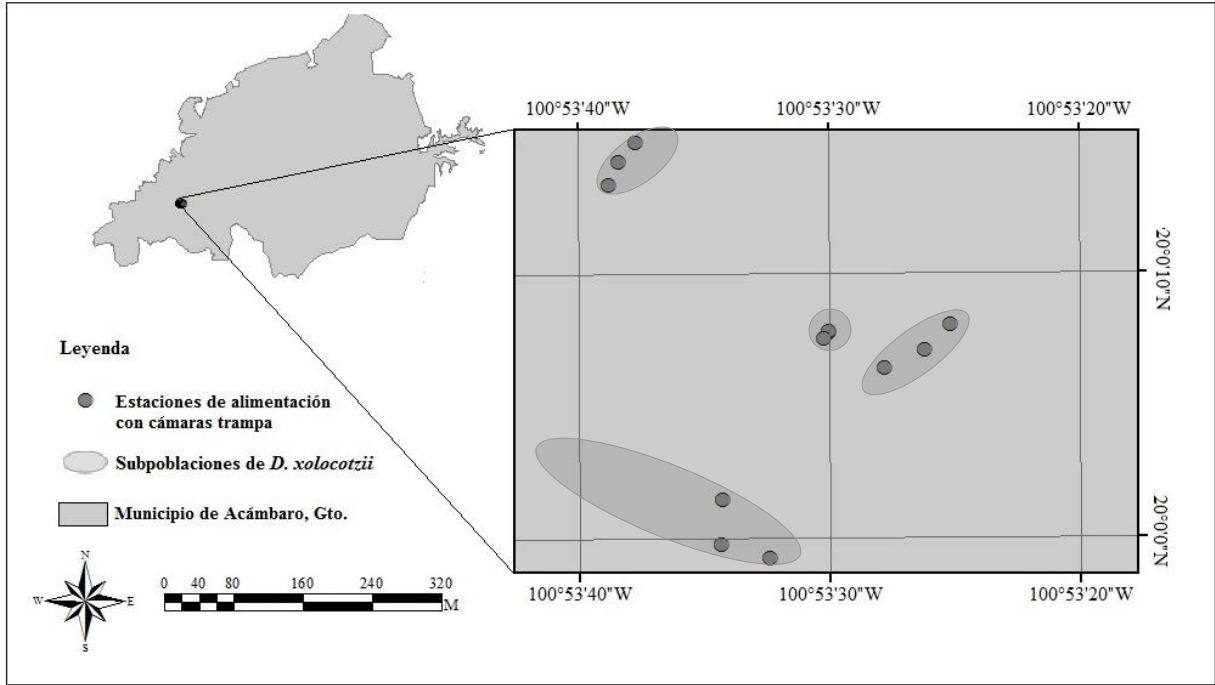 100°53'40"W 100°53'30"W 100°53'20"W
20°0'10"N
20°0'0"N
100°53'40"W 100°53'30"W 100°53'20"W
Leyenda
Estaciones de alimentación
con cámaras trampa
Subpoblaciones de D. xolocotzii
Municipio de Acámbaro, Gto.
N
W E
S
0 40 80 160 240 320
M